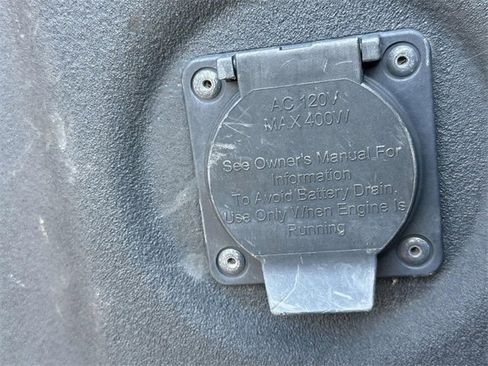 AC 120V
MAX 400W
See Owner's Manual For
Information
To Avoid Battery Drain,
Use Only When Engine Is
Running